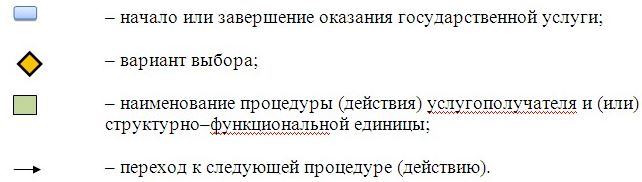 – начало или завершение оказания государственной услуги;
– вариант выбора;
– наименование процедуры (действия) услугополучателя и (или)
структурно–функциональной единицы;
– переход к следующей процедуре (действию).